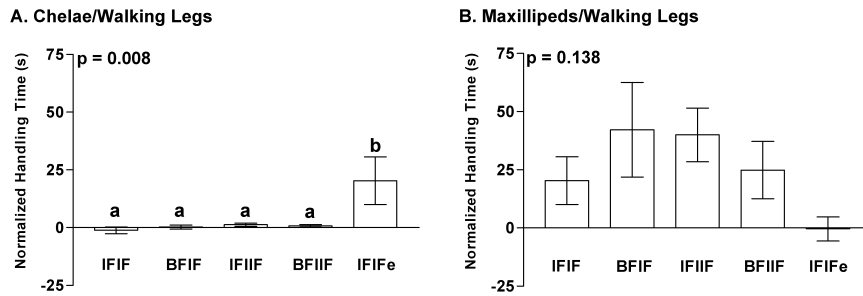 A. Chelae/Walking Legs
Normalized Handling Time (s)
75
50
25
0
-25
p = 0.008
a
a
a
a
b
IFIF
BFIF
IFIIF
BFIIF
IFIFe
B. Maxillipeds/Walking Legs
Normalized Handling Time (s)
75
50
25
0
-25
p = 0.138
IFIF
BFIF
IFIIF
BFIIF
IFIFe